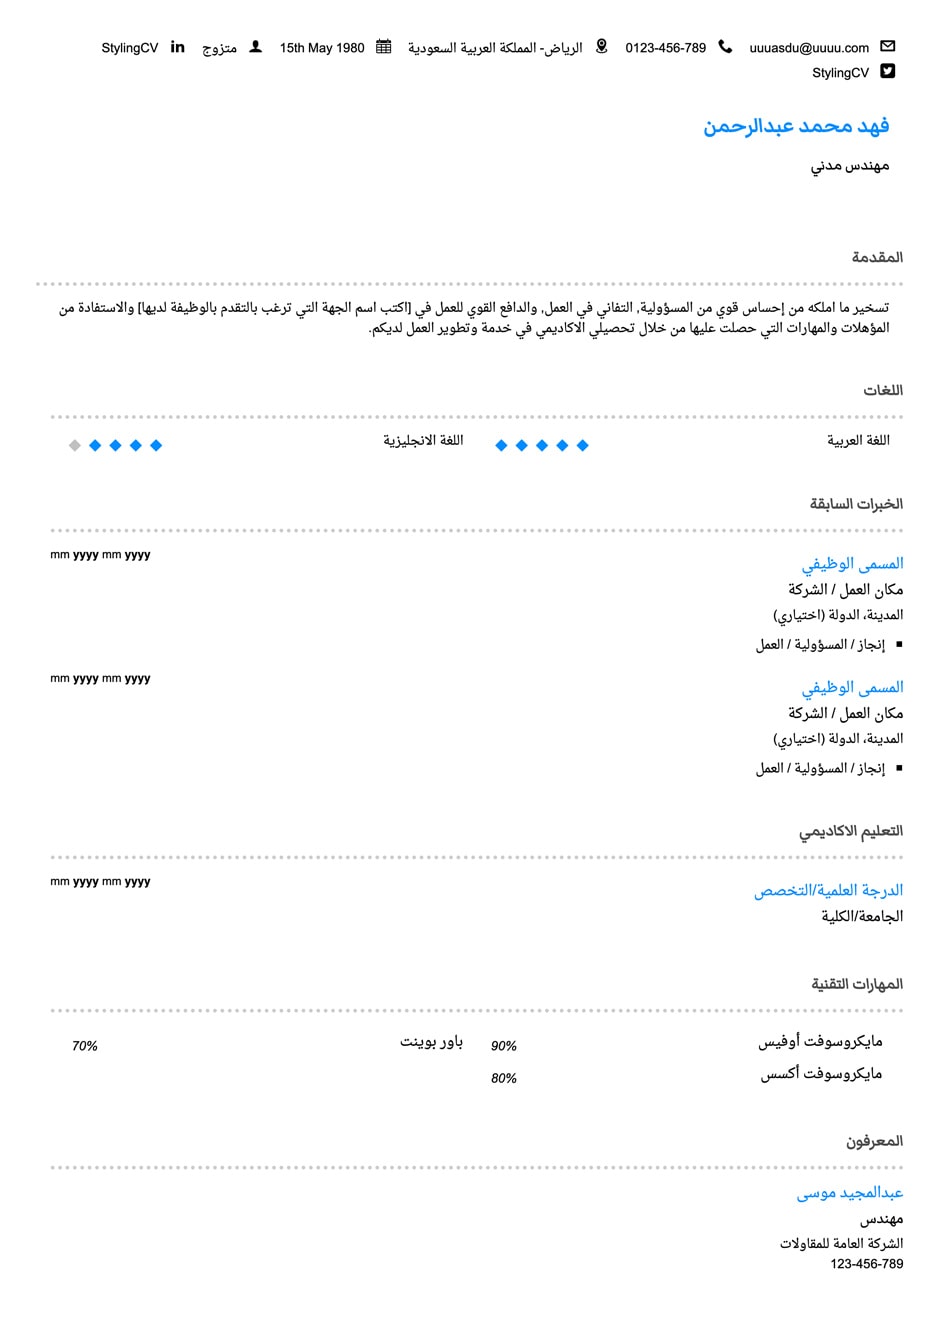 uuuasdu@uuuu.com 0123-456-789 الرياض- المملكة العربية السعودية 15th May 1980 متزوج StylingCV
StylingCV
فهد محمد عبدالرحمن
مهندس مدني
المقدمة
تسخير ما املكه من إحساس قوي من المسؤولية, التفاني في العمل, والدافع القوي للعمل في [اكتب اسم الجهة التي ترغب بالتقدم بالوظيفة لديها] والاستفادة من
المؤهلات والمهارات التي حصلت عليها من خلال تحصيلي الاكاديمي في خدمة وتطوير العمل لديكم.
اللغات
اللغة العربية اللغة الانجليزية
الخبرات السابقة
mm yyyy mm yyyy
المسمى الوظيفي
مكان العمل / الشركة
المدينة، الدولة (اختياري)
▪ إنجاز / المسؤولية / العمل
mm yyyy mm yyyy
المسمى الوظيفي
مكان العمل / الشركة
المدينة، الدولة (اختياري)
▪ إنجاز / المسؤولية / العمل
التعليم الاكاديمي
mm yyyy mm yyyy
الدرجة العلمية/التخصص
الجامعة/الكلية
المهارات التقنية
مايكروسوفت أوفيس 90% باور بوينت 70%
مايكروسوفت أكسس 80%
المعرفون
عبدالمجيد موسى
مهندس
الشركة العامة للمقاولات
123-456-789